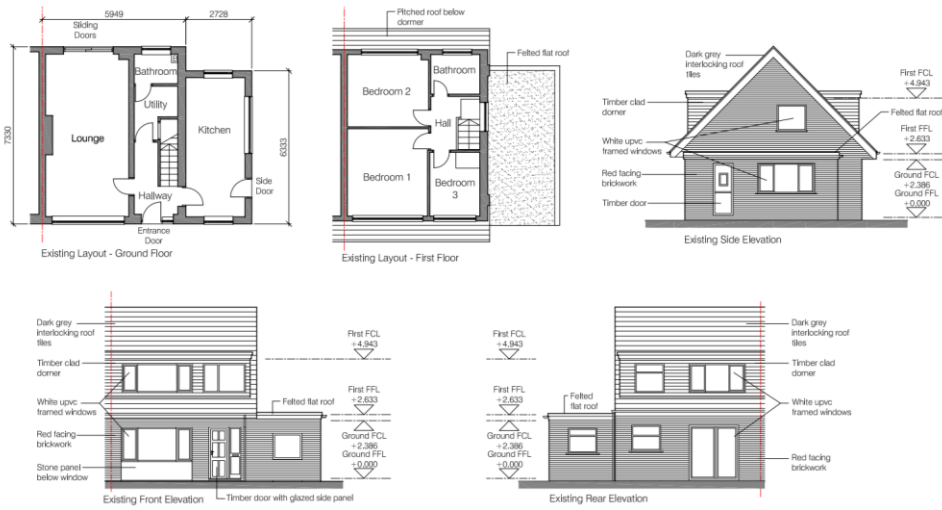 5949
2728
Sliding
Doors
7330
6333
Bathroom
Utility
Lounge
Kitchen
Hallway
Side
Door
Entrance
Door
Existing Layout - Ground Floor
Pitched roof below
dormer
Felted flat roof
Bedroom 2
Bathroom
Hall
Bedroom 1
Bedroom
3
Existing Layout - First Floor
Dark grey
interlocking roof
tiles
Timber clad
dormer
White upvc
framed windows
Red facing
brickwork
Timber door
First FCL
+4.943
Felted flat roof
First FFL
+2.633
Ground FCL
+2.386
Ground FFL
+0.000
Existing Side Elevation
Dark grey
interlocking roof
tiles
Timber clad
dormer
White upvc
framed windows
Red facing
brickwork
Stone panel
below window
First FCL
+4.943
First FFL
+2.633
Felted flat roof
Ground FCL
+2.386
Ground FFL
+0.000
Existing Front Elevation
Timber door with glazed side panel
First FCL
+4.943
First FFL
+2.633
Ground FCL
+2.386
Ground FFL
+0.000
Felted
flat roof
Dark grey
interlocking roof
tiles
Timber clad
dormer
White upvc
framed windows
Red facing
brickwork
Existing Rear Elevation